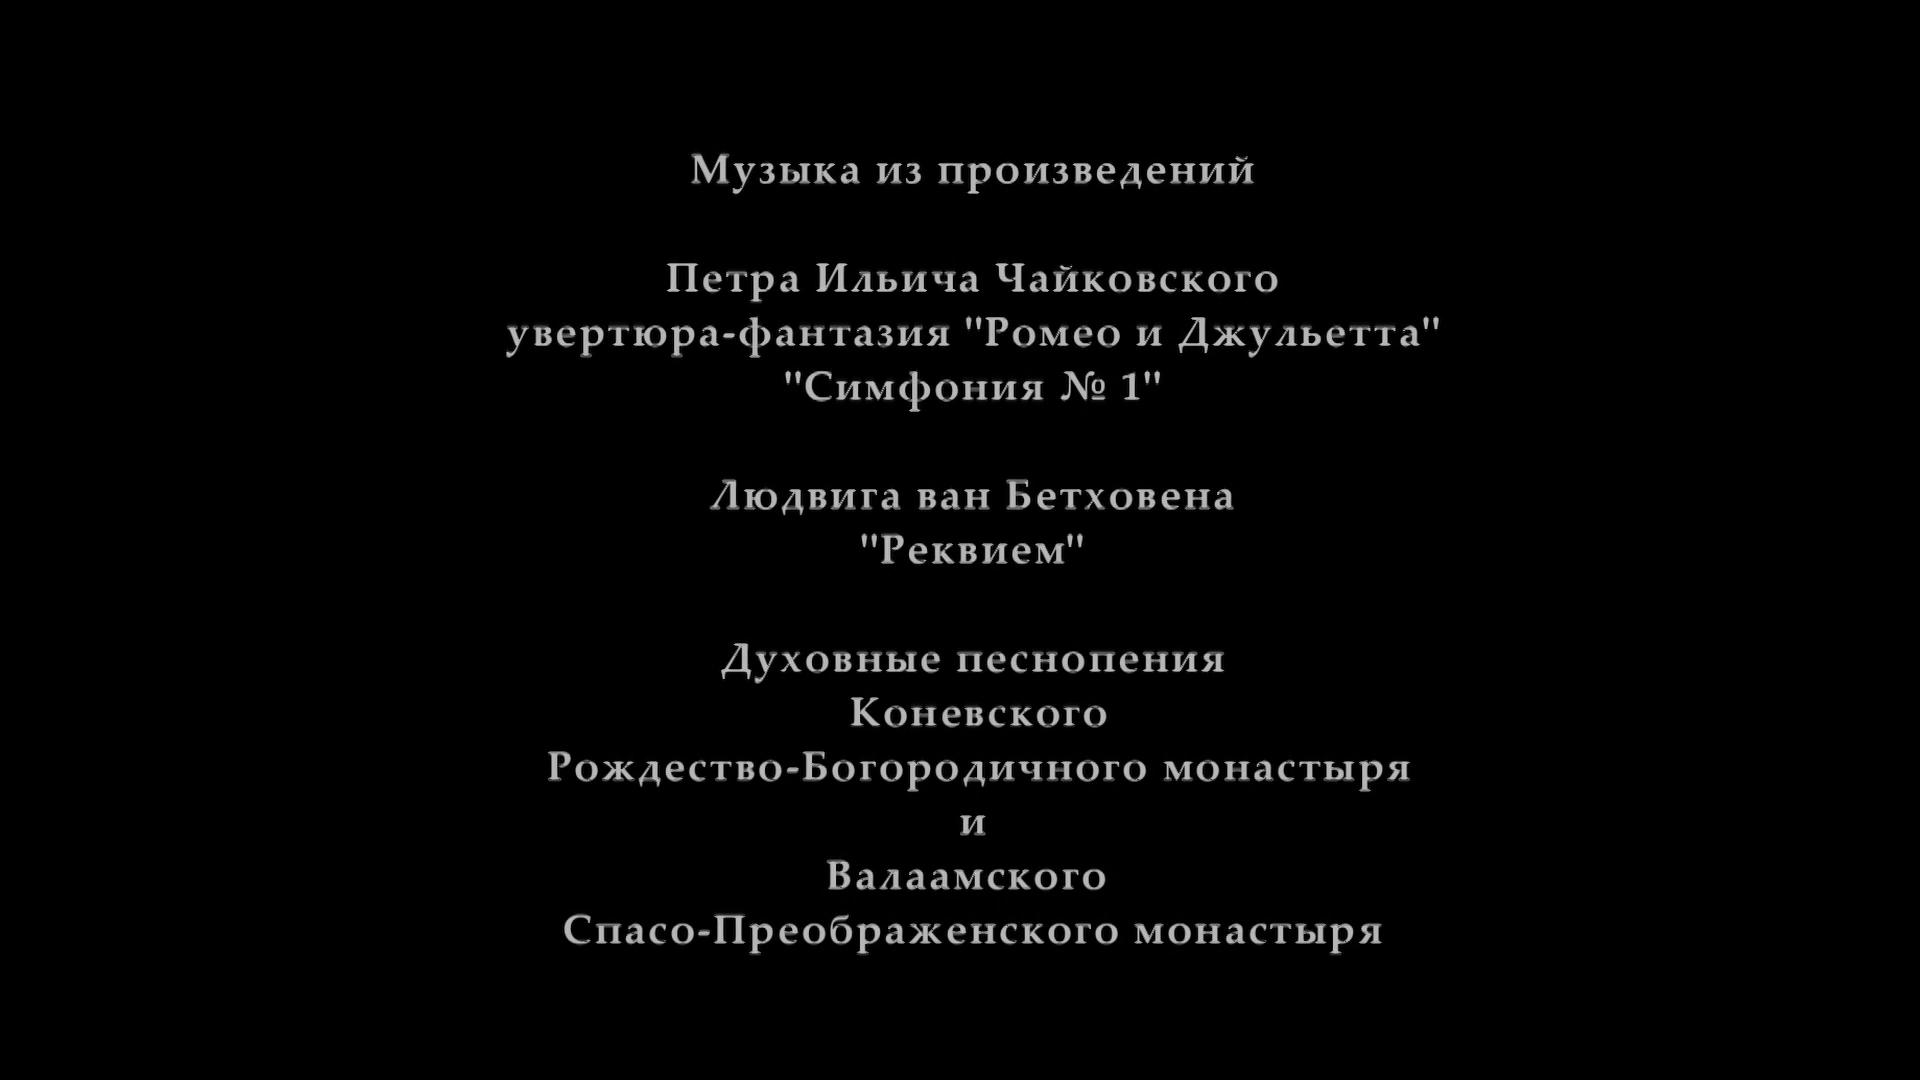 Музыка из произведений
Петра Ильича Чайковского
увертюра-фантазия "Ромео и Джульетта"
"Симфония № 1"
Людвига ван Бетховена
"Реквием"
Духовные песнопения
Коневского
Рождество-Богородичного монастыря
и
Валаамского
Спасо-Преображенского монастыря